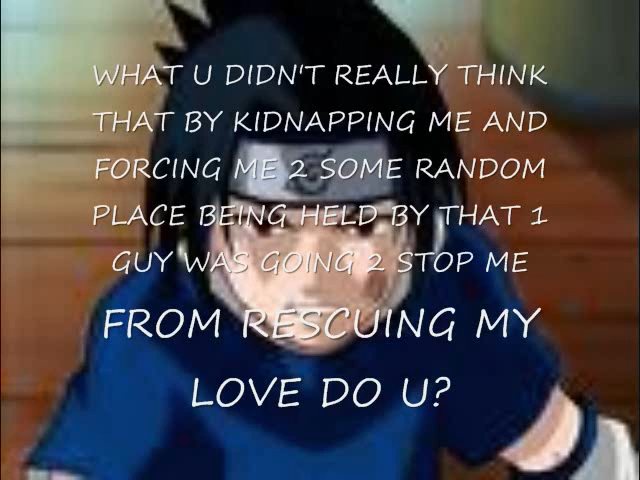 WHAT U DIDN'T REALLY THINK
THAT BY KIDNAPPING ME AND
FORCING ME 2 SOME RANDOM
PLACE BEING HELD BY THAT 1
GUY WAS GOING 2 STOP ME
FROM RESCUING MY
LOVE DO U?